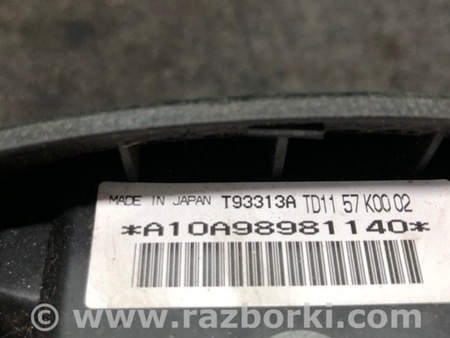 MADE IN JAPAN T93313A TD11 57 K00 02
*A10A98981140*
www.razborki.com